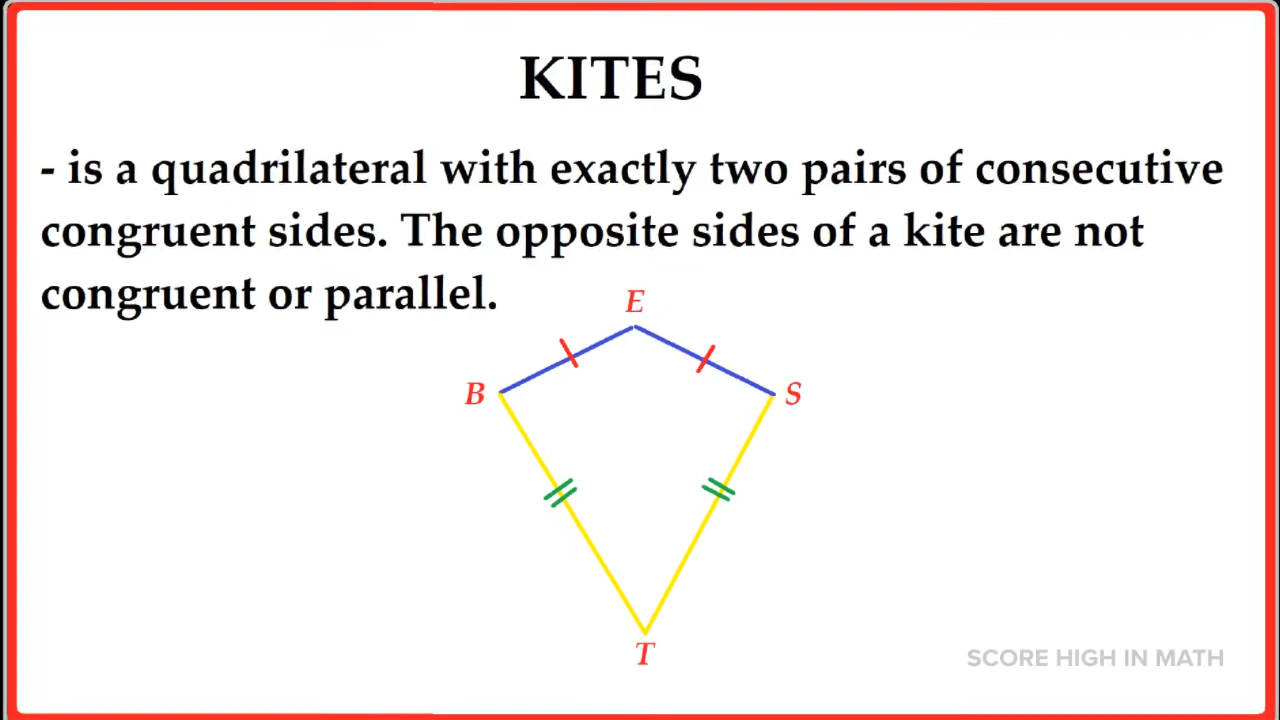 KITES
- is a quadrilateral with exactly two pairs of consecutive
congruent sides. The opposite sides of a kite are not
congruent or parallel.
E
B
S
T
SCORE HIGH IN MATH